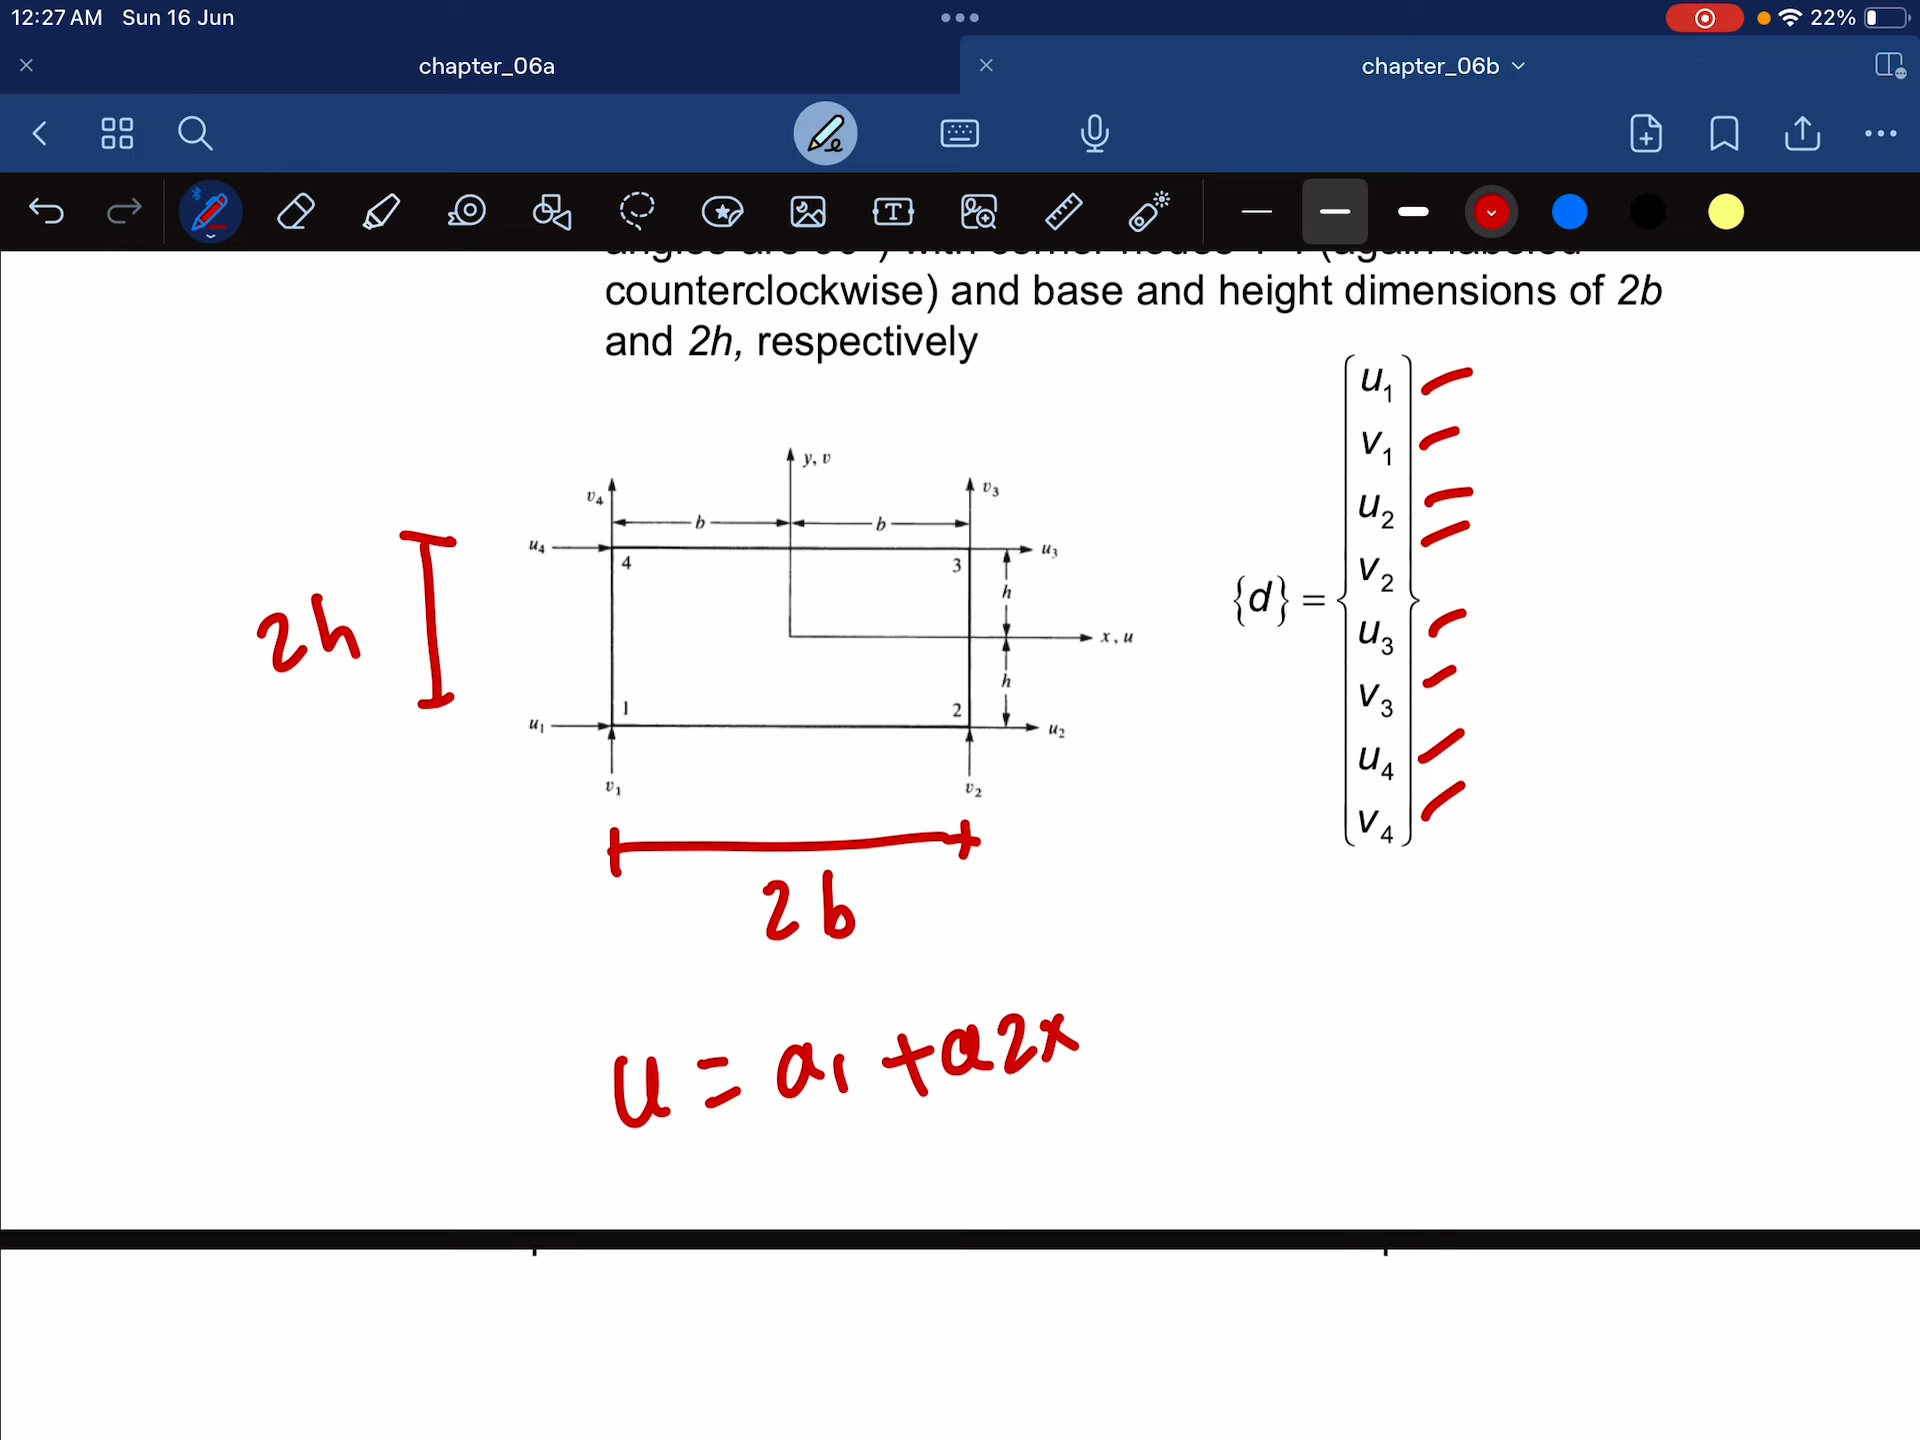 12:27 AM Sun 16 Jun
22%
chapter_06a
chapter_06b
counterclockwise) and base and height dimensions of 2b
and 2h, respectively
y, v
v4
v3
b
b
u4
u3
4
3
h
x, u
h
1
2
u1
u2
v1
v2
{d} =
u1
v1
u2
v2
u3
v3
u4
v4
2h
2b
u = a1 + a2x